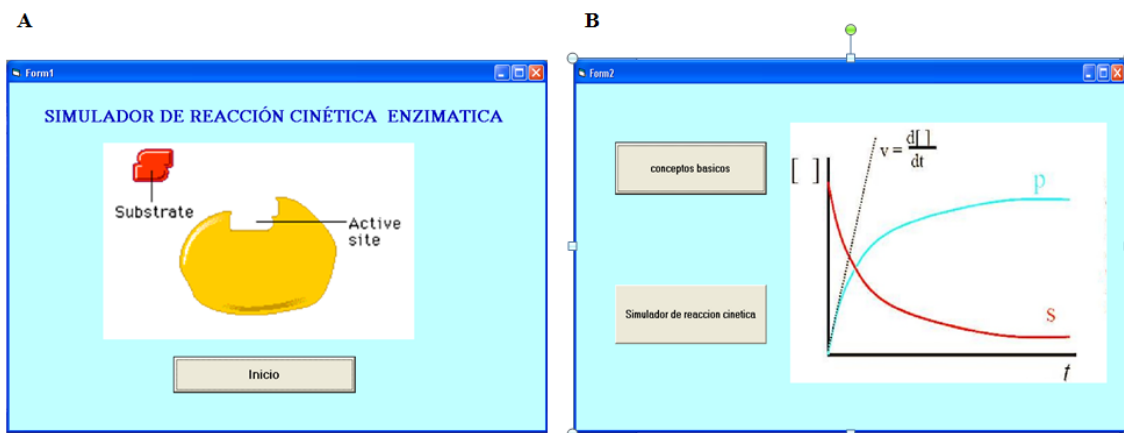 A
B
Form1
SIMULADOR DE REACCIÓN CINÉTICA ENZIMATICA
Substrate
Active
site
Inicio
Form2
conceptos basicos
Simulador de reaccion cinetica
[ ]
v = d[ ]
dt
p
s
t